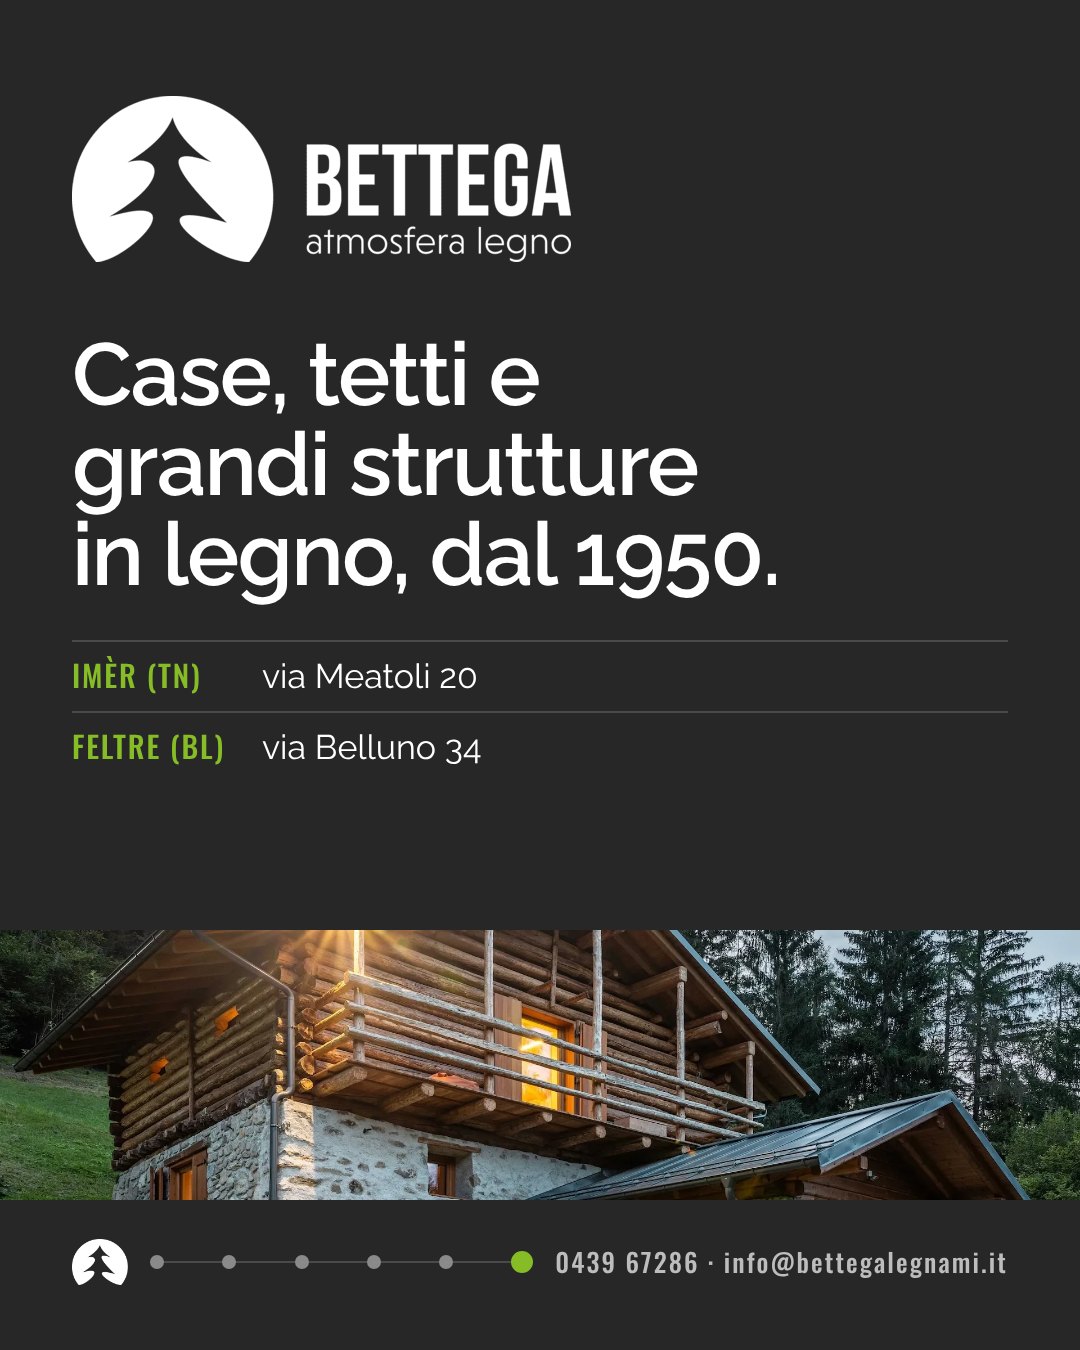 BETTEGA
atmosfera legno
Case, tetti e
grandi strutture
in legno, dal 1950.
IMÈR (TN) via Meatoli 20
FELTRE (BL) via Belluno 34
0439 67286 · info@bettegalegnami.it